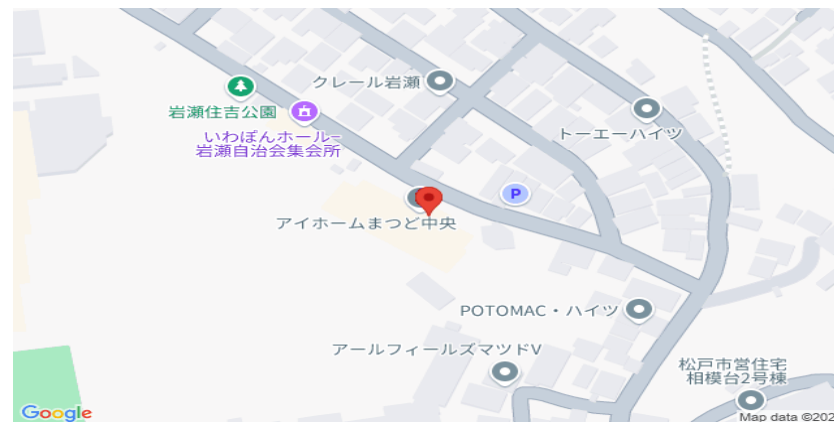 クレール岩瀬
岩瀬住吉公園
いわぽんホール-
岩瀬自治会集会所
トーエーハイツ
P
アイホームまつど中央
POTOMAC・ハイツ
アールフィールズマツドV
松戸市営住宅
相模台2号棟
Google
Map data ©202